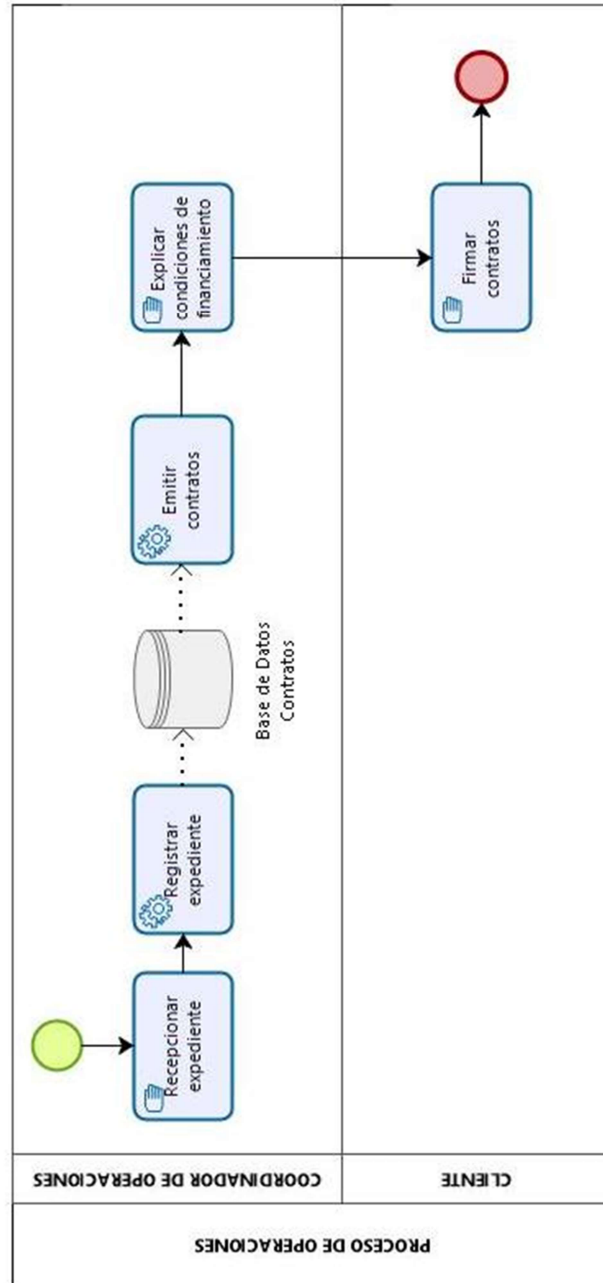 PROCESO DE OPERACIONES
COORDINADOR DE OPERACIONES
Recepcionar
expediente
Registrar
expediente
Base de Datos
Contratos
Emitir
contratos
Explicar
condiciones de
financiamiento
CLIENTE
Firmar
contratos